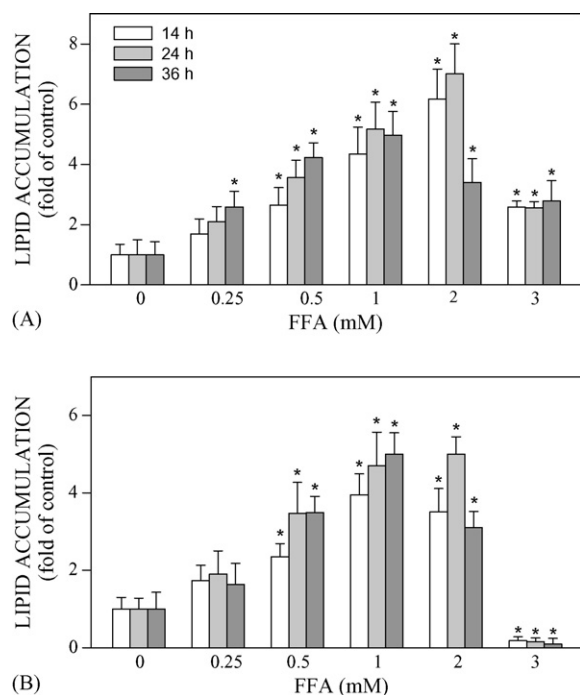 LIPID ACCUMULATION
(fold of control)
8
6
4
2
0
14 h
24 h
36 h
* * * * * * * * * * * * * *
0 0.25 0.5 1 2 3
FFA (mM)
(A)
LIPID ACCUMULATION
(fold of control)
6
4
2
0
* * * * * * * * * * * *
0 0.25 0.5 1 2 3
FFA (mM)
(B)